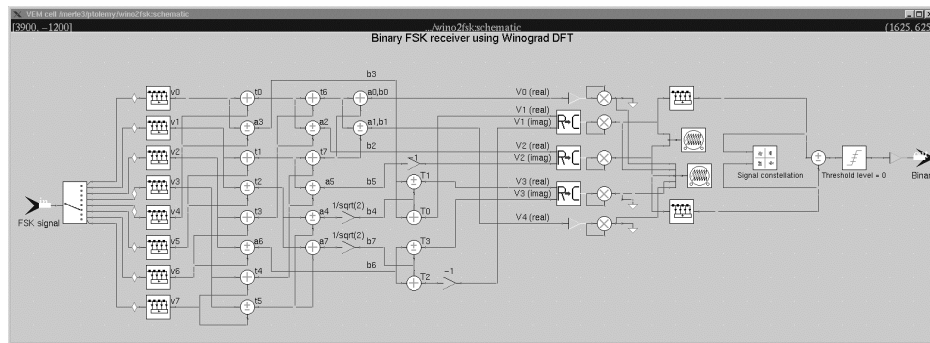 VEM cell /merle3/ptolemy/wino2fsk:schematic
[3900, -1200]
.../wino2fsk:schematic
(1625, 625
Binary FSK receiver using Winograd DFT
b3
v0
t0
t6
a0,b0
V0 (real)
V1 (real)
v1
a3
a2
a1,b1
V1 (imag)
b2
v2
t1
t7
-1
V2 (real)
V2 (imag)
T1
v3
t2
a5
b5
V3 (real)
Signal constellation
Threshold level = 0
Binar
1/sqrt(2)
V3 (imag)
FSK signal
v4
t3
a4
b4
T0
V4 (real)
1/sqrt(2)
v5
a6
a7
b7
T3
b6
v6
t4
T2
-1
v7
t5